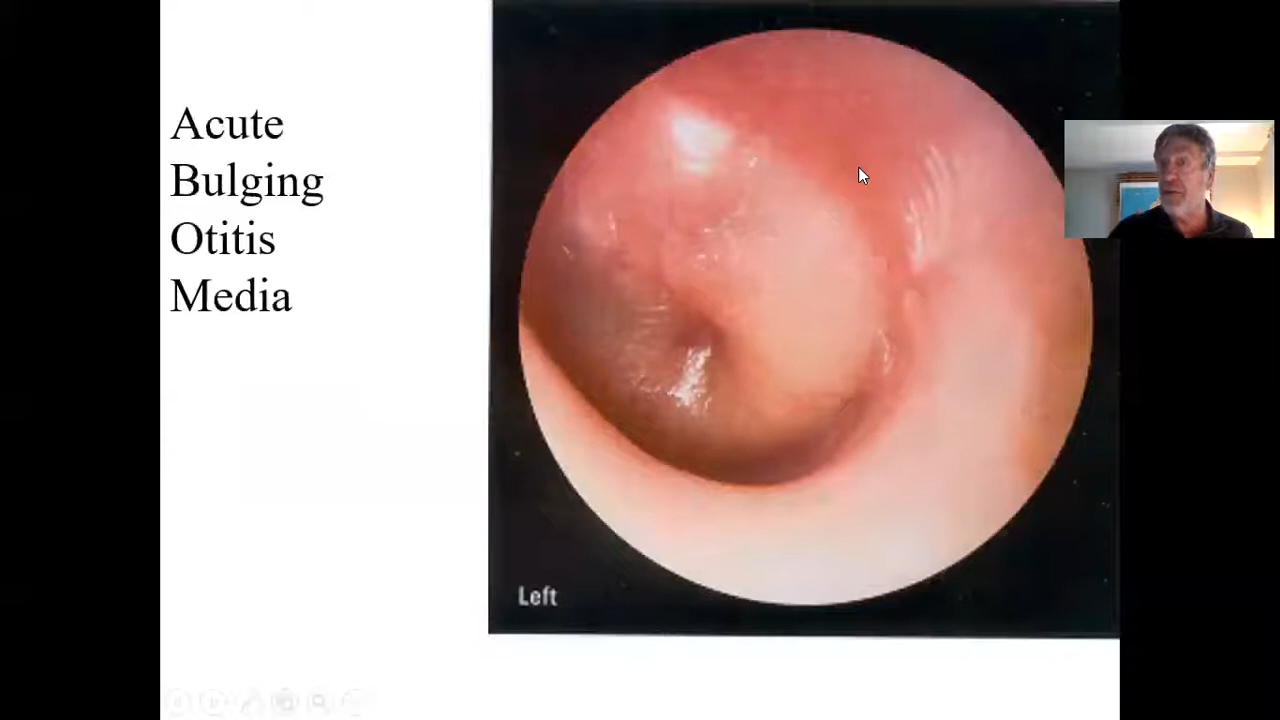 Acute
Bulging
Otitis
Media
Left